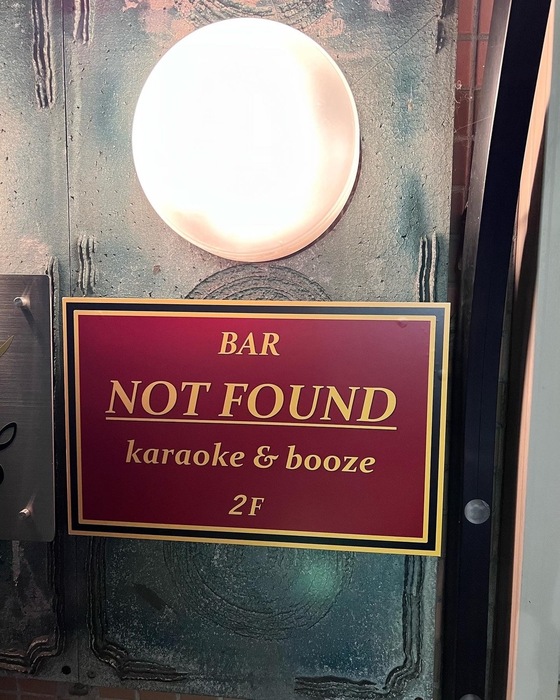 BAR
NOT FOUND
karaoke & booze
2F